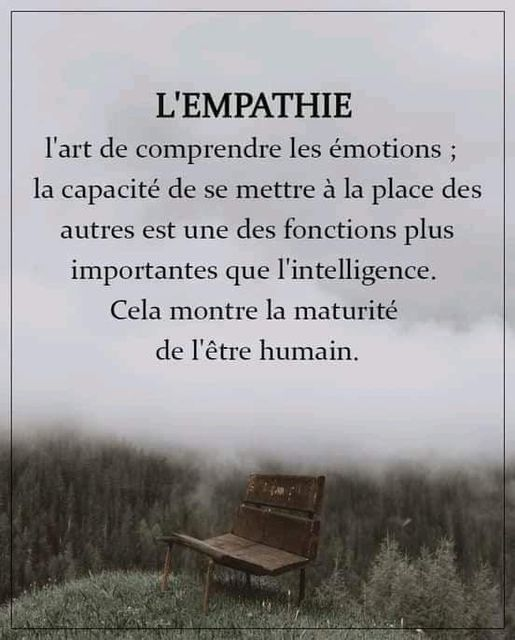 L'EMPATHIE
l'art de comprendre les émotions ;
la capacité de se mettre à la place des
autres est une des fonctions plus
importantes que l'intelligence.
Cela montre la maturité
de l'être humain.